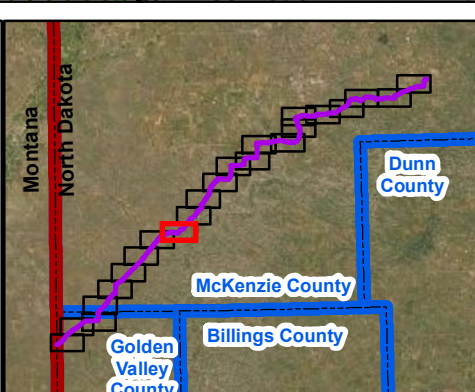 Montana
North Dakota
Dunn
County
McKenzie County
Billings County
Golden
Valley
County